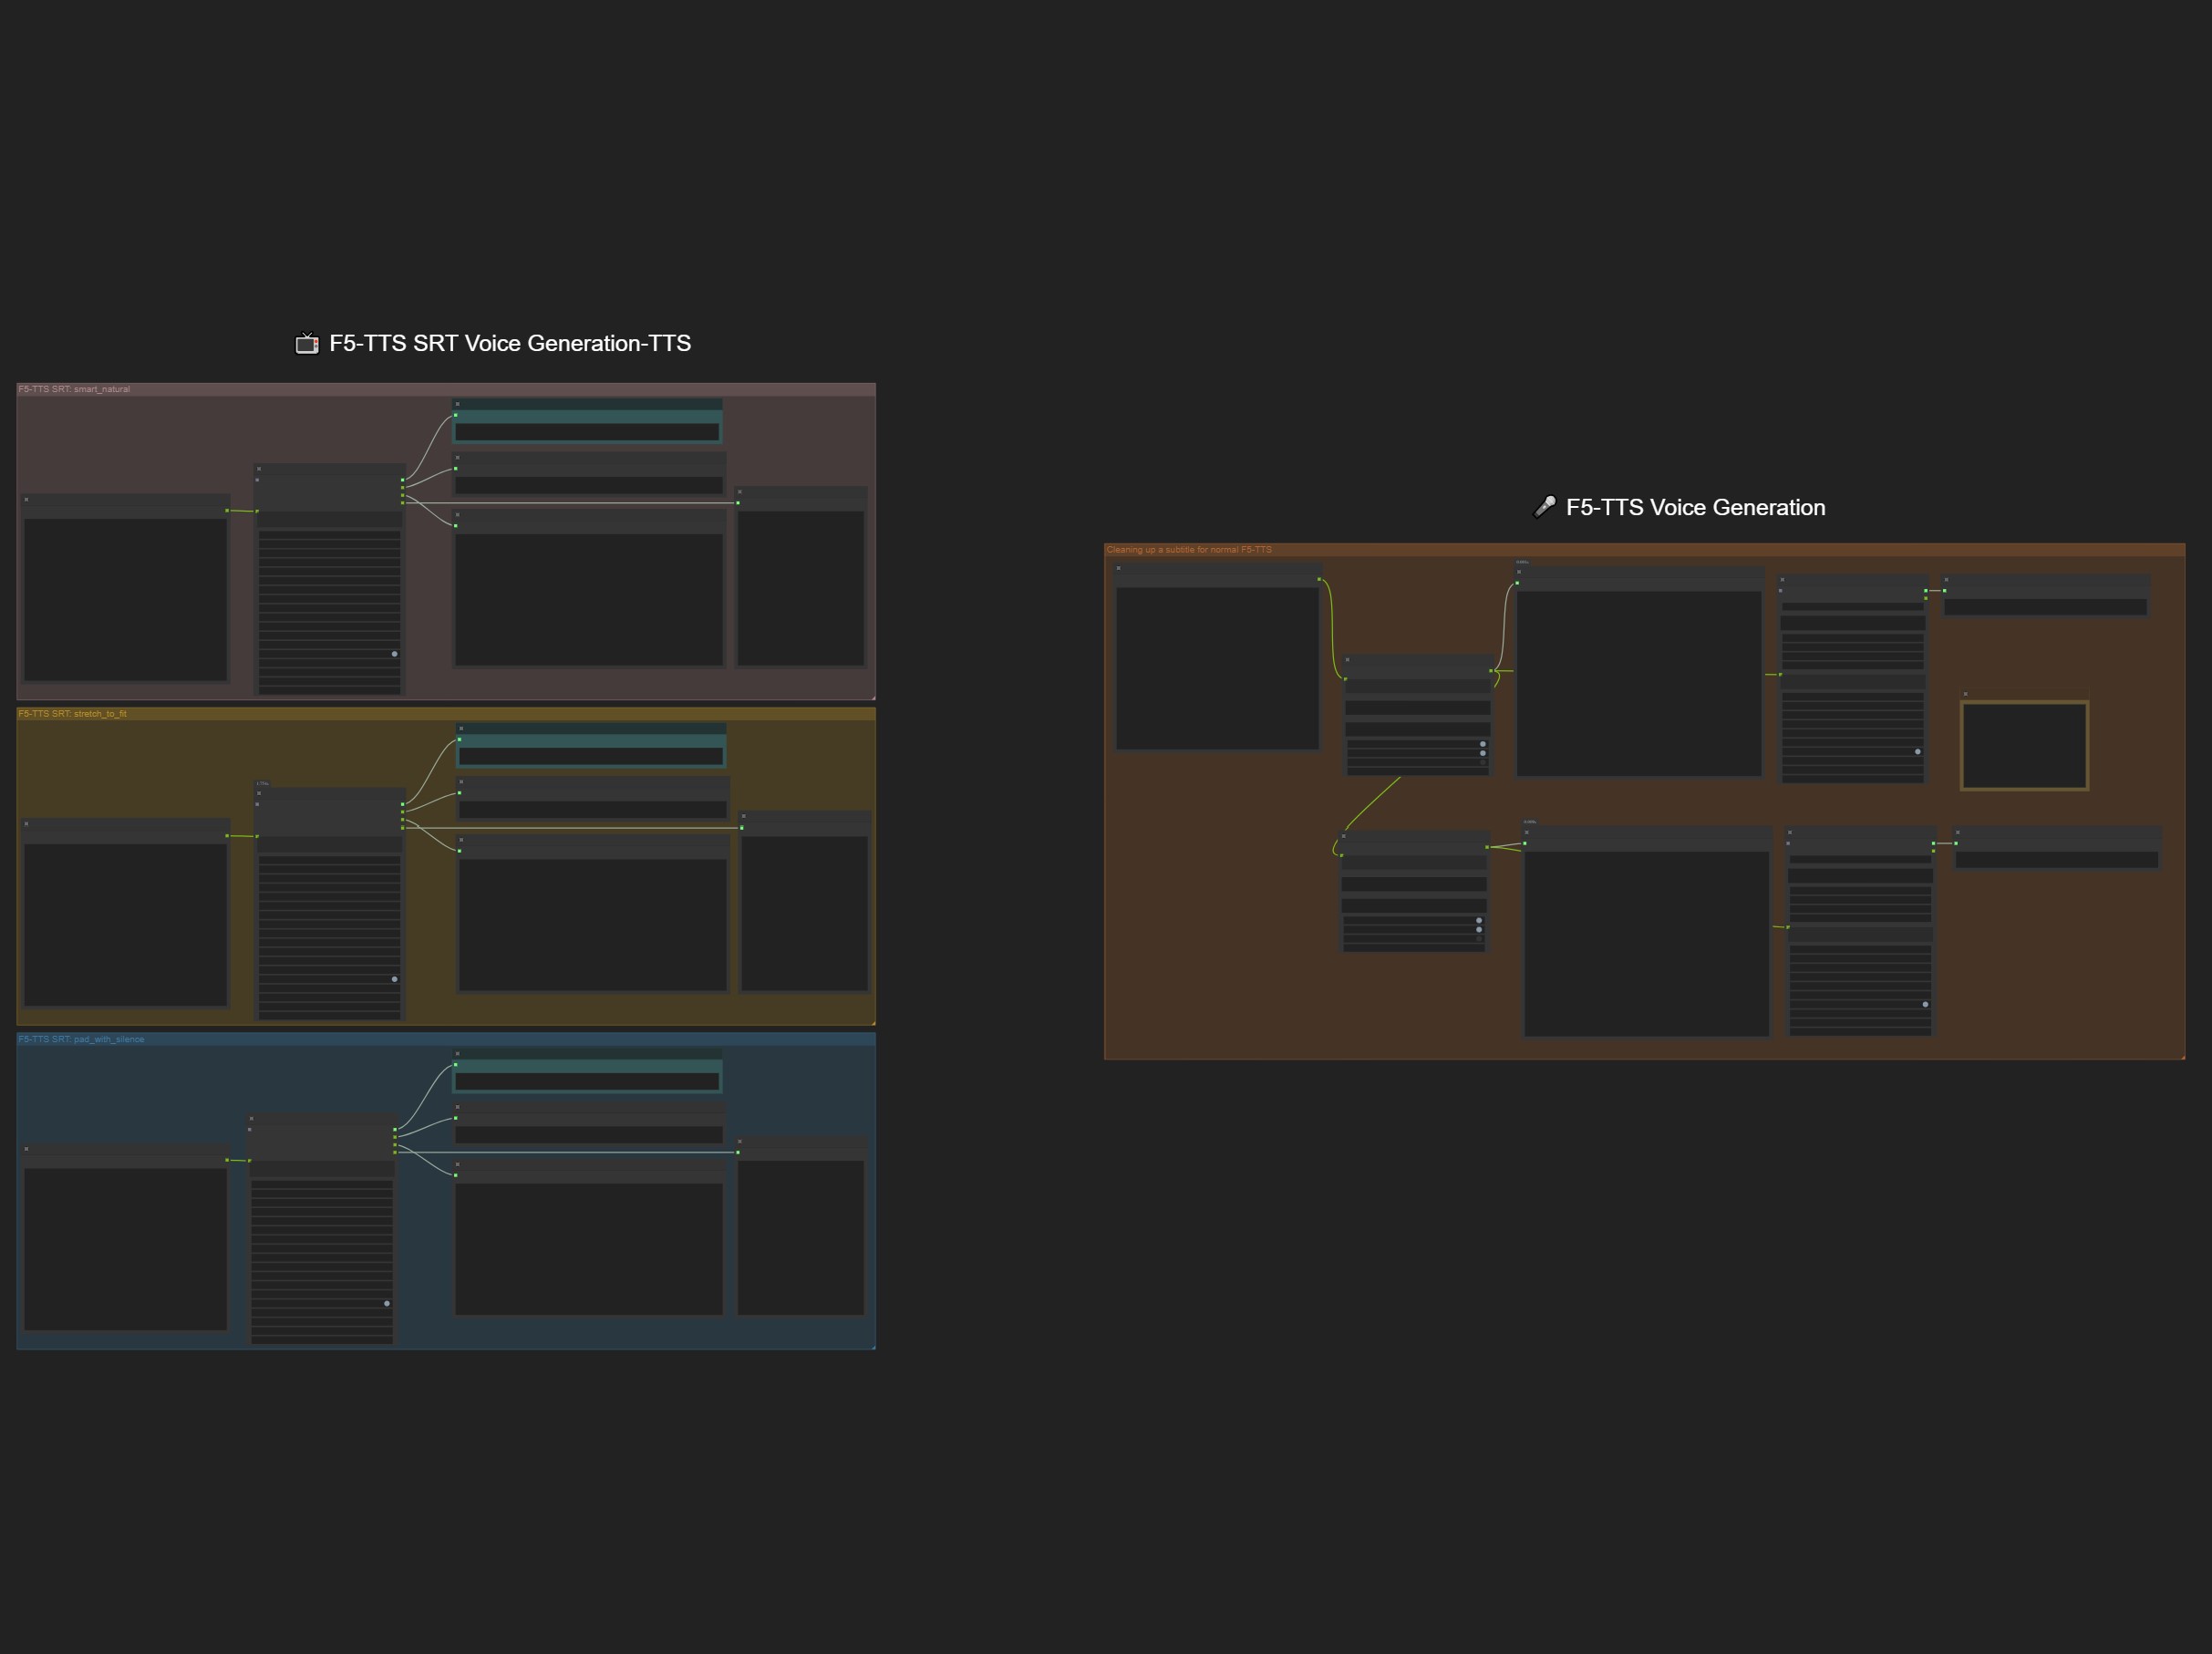 F5-TTS SRT Voice Generation-TTS
F5-TTS SRT: smart_natural
F5-TTS SRT: stretch_to_fit
F5-TTS SRT: pad_with_silence
F5-TTS Voice Generation
Cleaning up a subtitle for normal F5-TTS